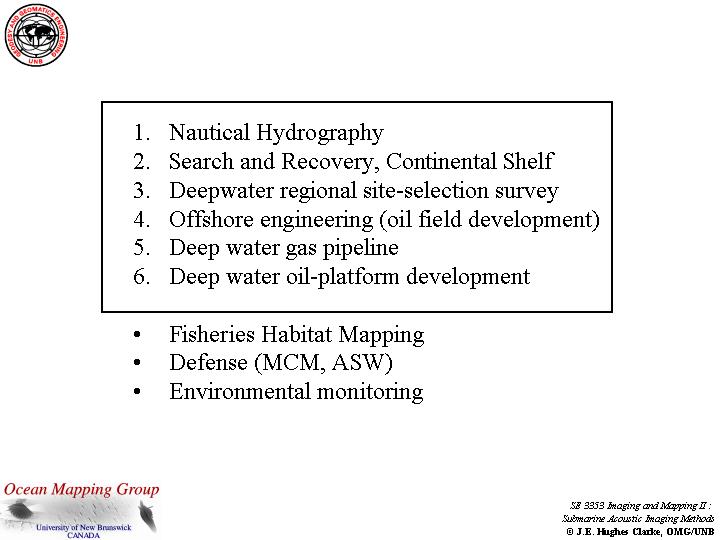 GEODESY AND GEOMATICS ENGINEERING
UNB
1. Nautical Hydrography
2. Search and Recovery, Continental Shelf
3. Deepwater regional site-selection survey
4. Offshore engineering (oil field development)
5. Deep water gas pipeline
6. Deep water oil-platform development
• Fisheries Habitat Mapping
• Defense (MCM, ASW)
• Environmental monitoring
Ocean Mapping Group
University of New Brunswick
CANADA
SE 3353 Imaging and Mapping II :
Submarine Acoustic Imaging Methods
© J.E. Hughes Clarke, OMG/UNB